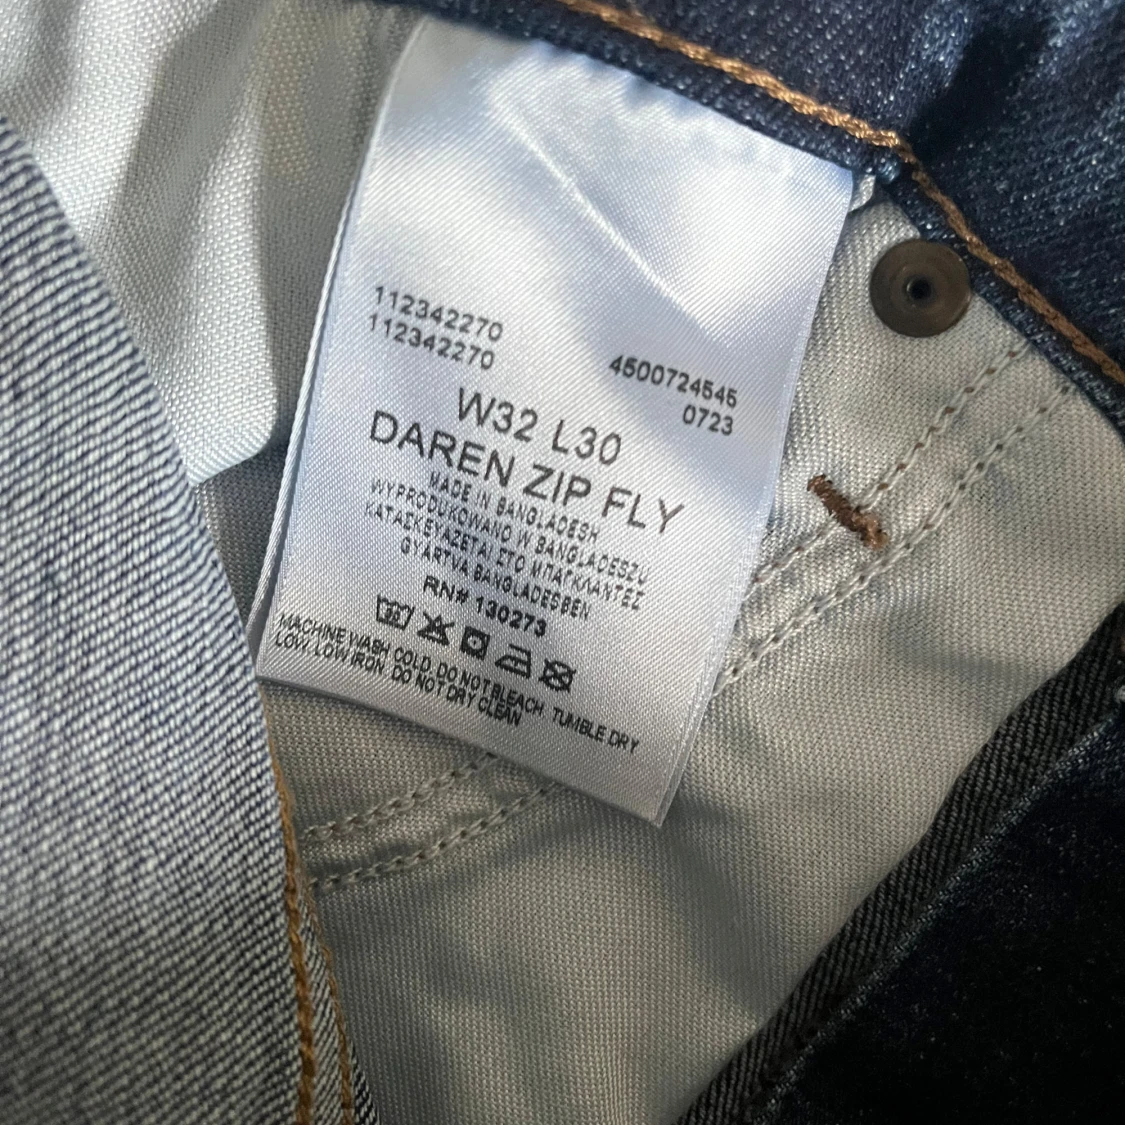 112342270
112342270
4500724545
0723
W32 L30
DAREN ZIP FLY
MADE IN BANGLADESH
WYPRODUKOWANO W BANGLADESZU
ΚΑΤΑΣΚΕΥΑΖΕΤΑΙ ΣΤΟ ΜΠΑΓΚΛΑΝΤΕΣ
GYÁRTVA BANGLADESBEN
RN# 130273
30
MACHINE WASH COLD. DO NOT BLEACH. TUMBLE DRY
LOW. LOW IRON. DO NOT DRY CLEAN